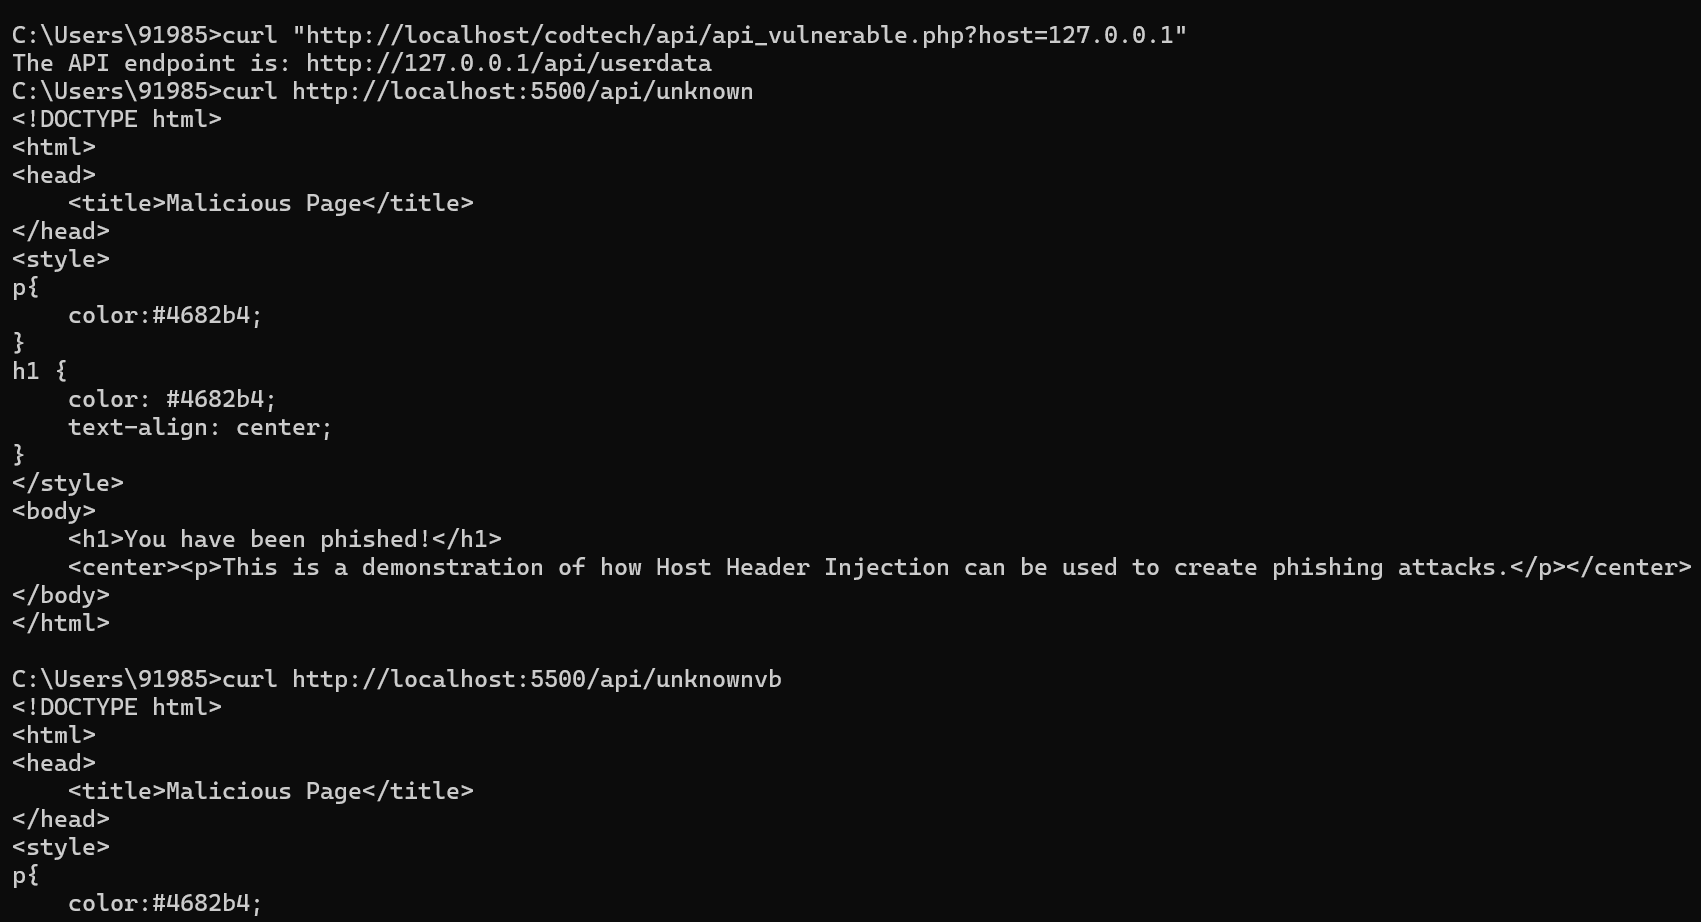 C:\Users\91985>curl "http://localhost/codtech/api/api_vulnerable.php?host=127.0.0.1"
The API endpoint is: http://127.0.0.1/api/userdata
C:\Users\91985>curl http://localhost:5500/api/unknown
<!DOCTYPE html>
<html>
<head>
    <title>Malicious Page</title>
</head>
<style>
p{
    color:#4682b4;
}
h1 {
    color: #4682b4;
    text-align: center;
}
</style>
<body>
    <h1>You have been phished!</h1>
    <center><p>This is a demonstration of how Host Header Injection can be used to create phishing attacks.</p></center>
</body>
</html>

C:\Users\91985>curl http://localhost:5500/api/unknownvb
<!DOCTYPE html>
<html>
<head>
    <title>Malicious Page</title>
</head>
<style>
p{
    color:#4682b4;